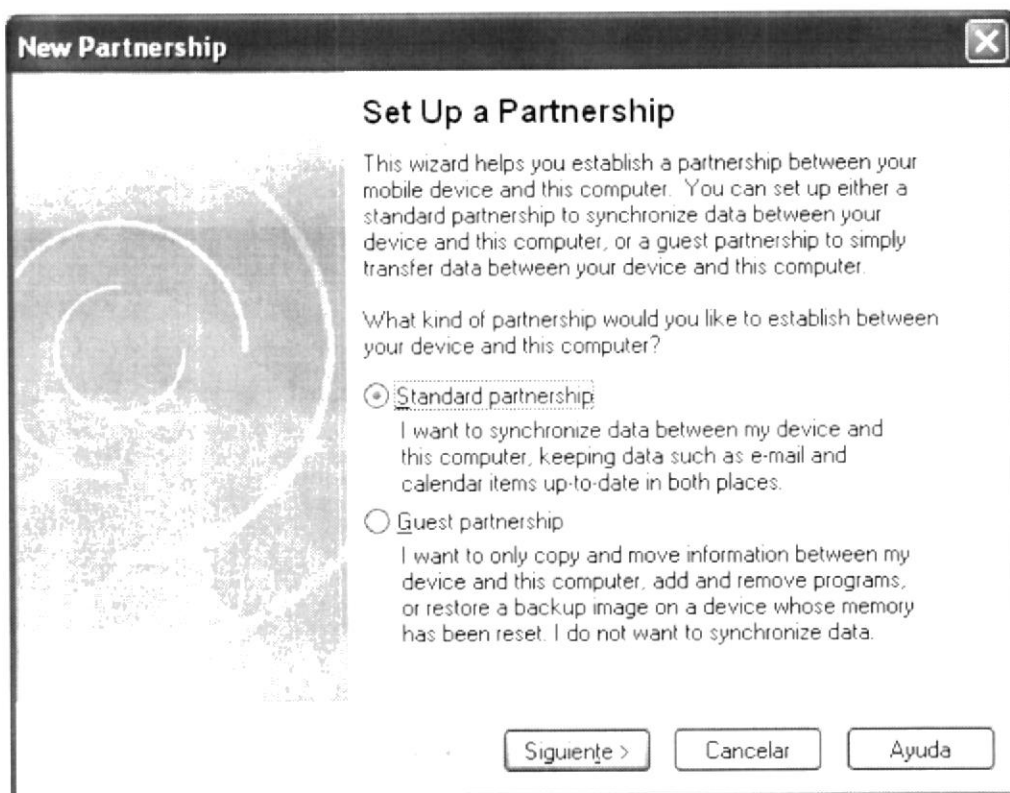 New Partnership
Set Up a Partnership
This wizard helps you establish a partnership between your
mobile device and this computer. You can set up either a
standard partnership to synchronize data between your
device and this computer, or a guest partnership to simply
transfer data between your device and this computer.
What kind of partnership would you like to establish between
your device and this computer?
Standard partnership
I want to synchronize data between my device and
this computer, keeping data such as e-mail and
calendar items up-to-date in both places.
Guest partnership
I want to only copy and move information between my
device and this computer, add and remove programs,
or restore a backup image on a device whose memory
has been reset. I do not want to synchronize data.
Siguiente > Cancelar Ayuda